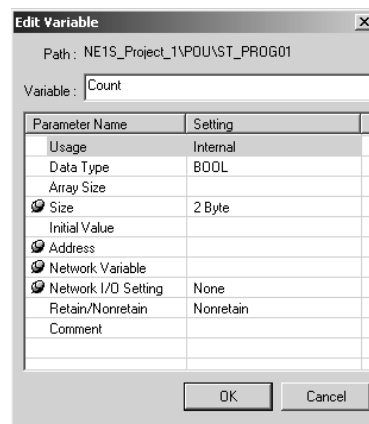 Edit Variable
Path : NE1S_Project_1\POU\ST_PROG01
Variable : Count
Parameter Name Setting
Usage Internal
Data Type BOOL
Array Size
Size 2 Byte
Initial Value
Address
Network Variable
Network I/O Setting None
Retain/Nonretain Nonretain
Comment
OK Cancel